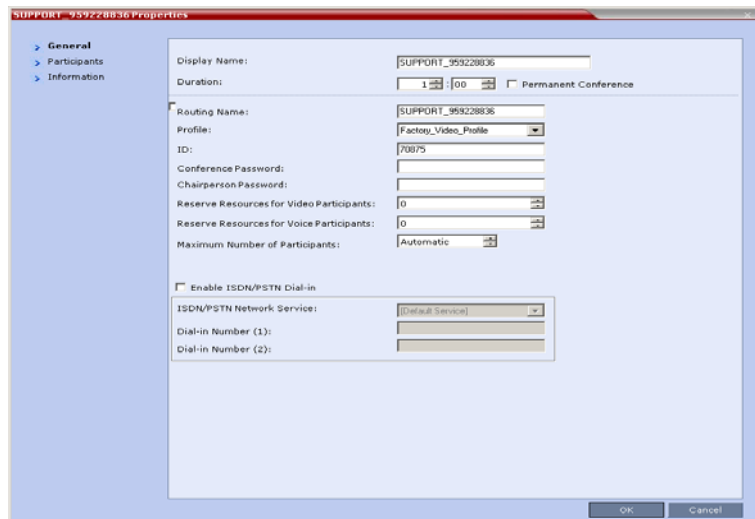 SUPPORT_959228836 Properties
General
Participants
Information
Display Name: SUPPORT_959228836
Duration: 1 : 00 Permanent Conference
Routing Name: SUPPORT_959228836
Profile: Factory_Video_Profile
ID: 70875
Conference Password:
Chairperson Password:
Reserve Resources for Video Participants: 0
Reserve Resources for Voice Participants: 0
Maximum Number of Participants: Automatic
Enable ISDN/PSTN Dial-in
ISDN/PSTN Network Service: [Default Service]
Dial-in Number (1):
Dial-in Number (2):
OK Cancel